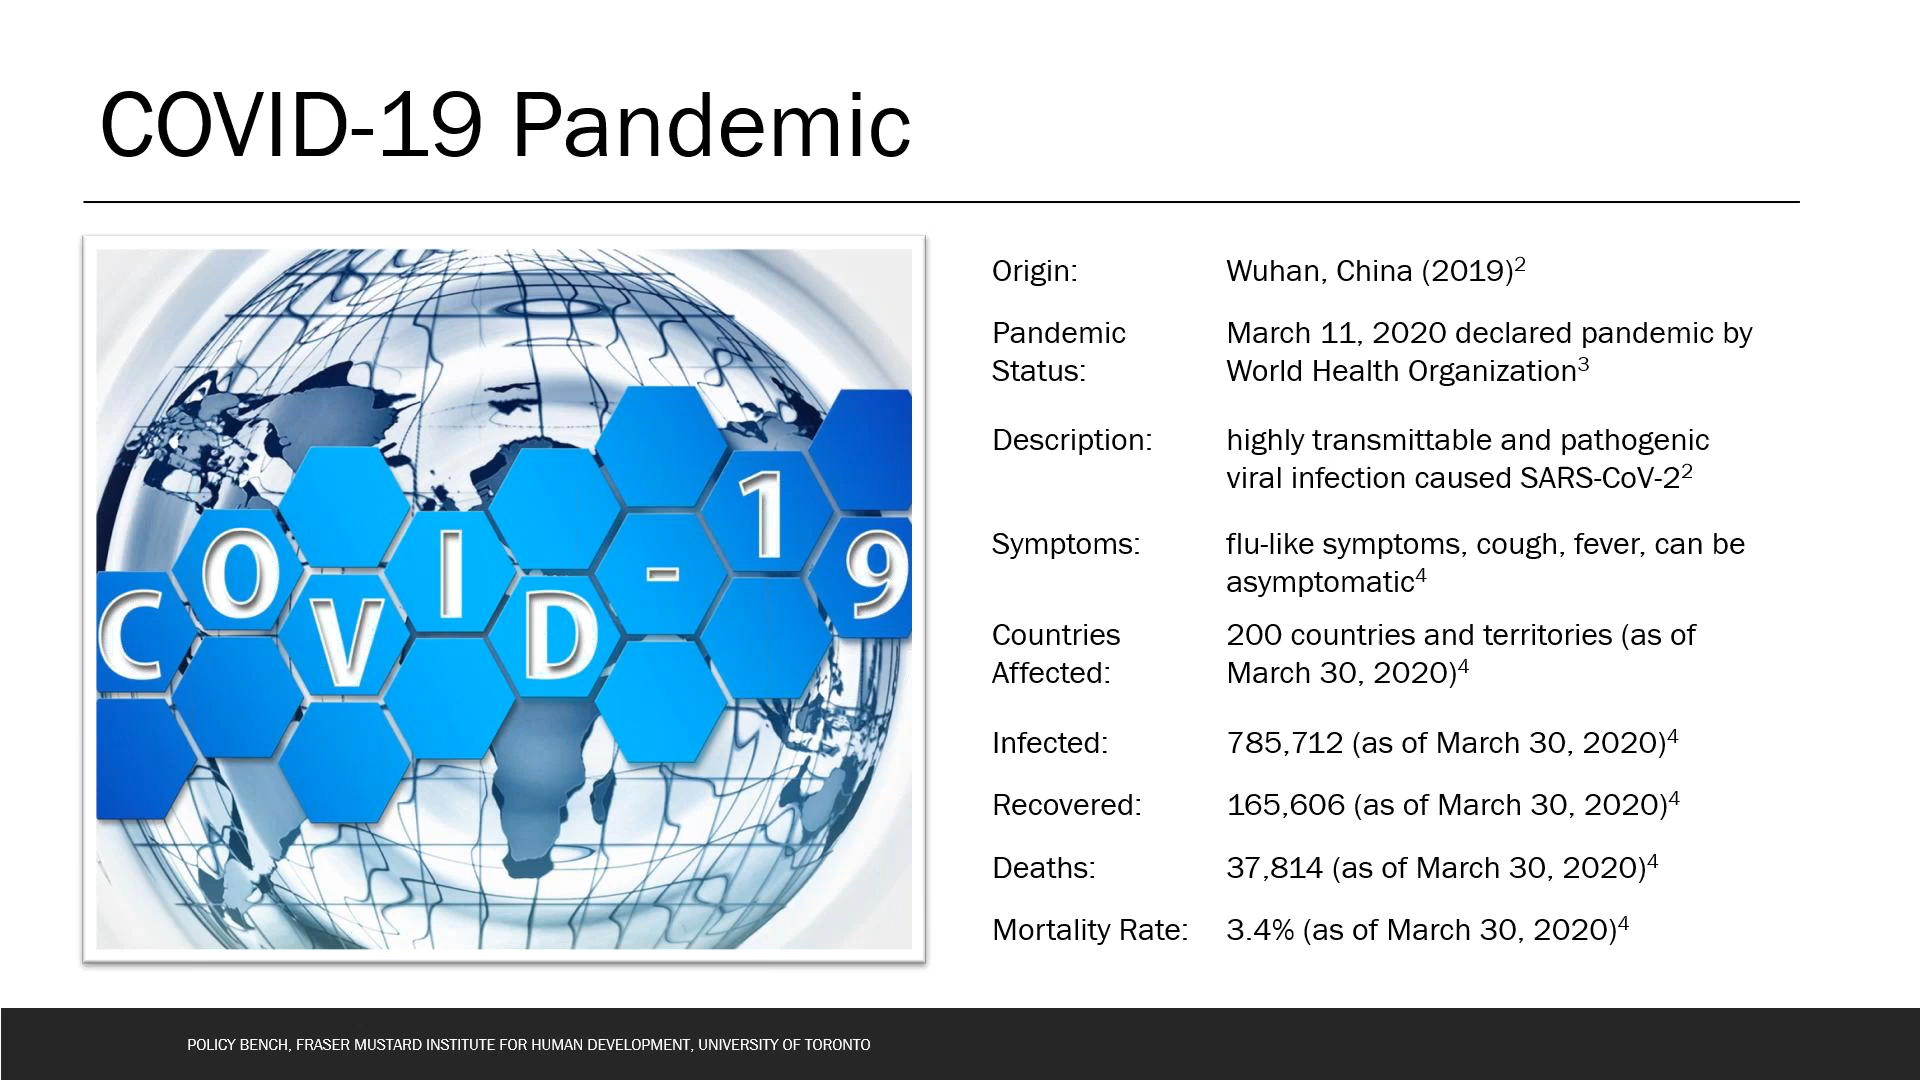 COVID-19 Pandemic
COVID-19
Origin: Wuhan, China (2019)2
Pandemic Status: March 11, 2020 declared pandemic by
World Health Organization3
Description: highly transmittable and pathogenic
viral infection caused SARS-CoV-22
Symptoms: flu-like symptoms, cough, fever, can be
asymptomatic4
Countries Affected: 200 countries and territories (as of
March 30, 2020)4
Infected: 785,712 (as of March 30, 2020)4
Recovered: 165,606 (as of March 30, 2020)4
Deaths: 37,814 (as of March 30, 2020)4
Mortality Rate: 3.4% (as of March 30, 2020)4
POLICY BENCH, FRASER MUSTARD INSTITUTE FOR HUMAN DEVELOPMENT, UNIVERSITY OF TORONTO